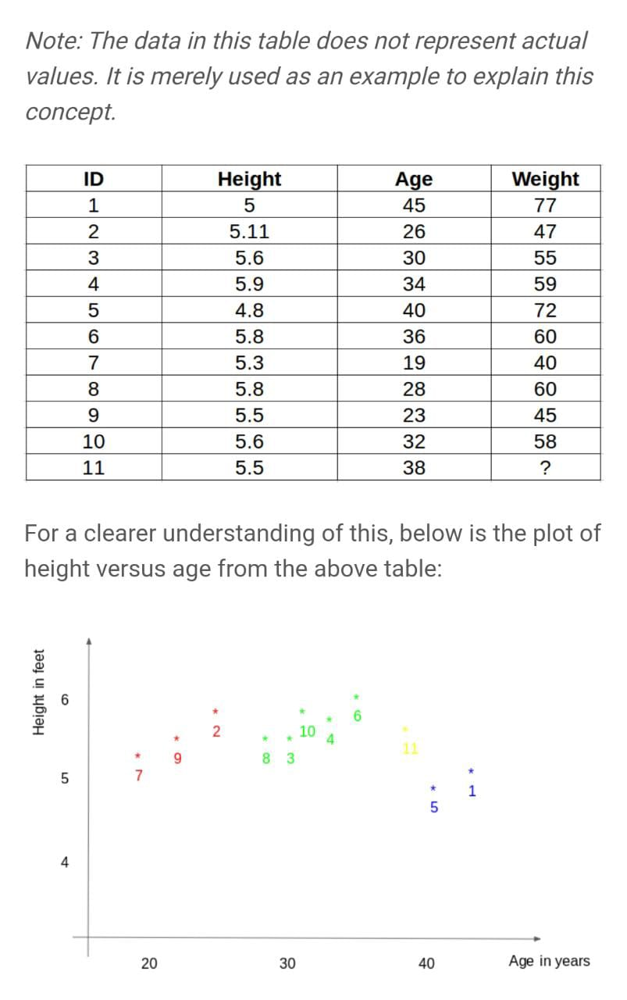 Note: The data in this table does not represent actual
values. It is merely used as an example to explain this
concept.
ID Height Age Weight
1 5 45 77
2 5.11 26 47
3 5.6 30 55
4 5.9 34 59
5 4.8 40 72
6 5.8 36 60
7 5.3 19 40
8 5.8 28 60
9 5.5 23 45
10 5.6 32 58
11 5.5 38 ?
For a clearer understanding of this, below is the plot of
height versus age from the above table:
Height in feet
6
5
4
* 7
* 9
* 2
* 8
* 3
* 10
* 4
* 6
* 11
* 5
* 1
20 30 40 Age in years